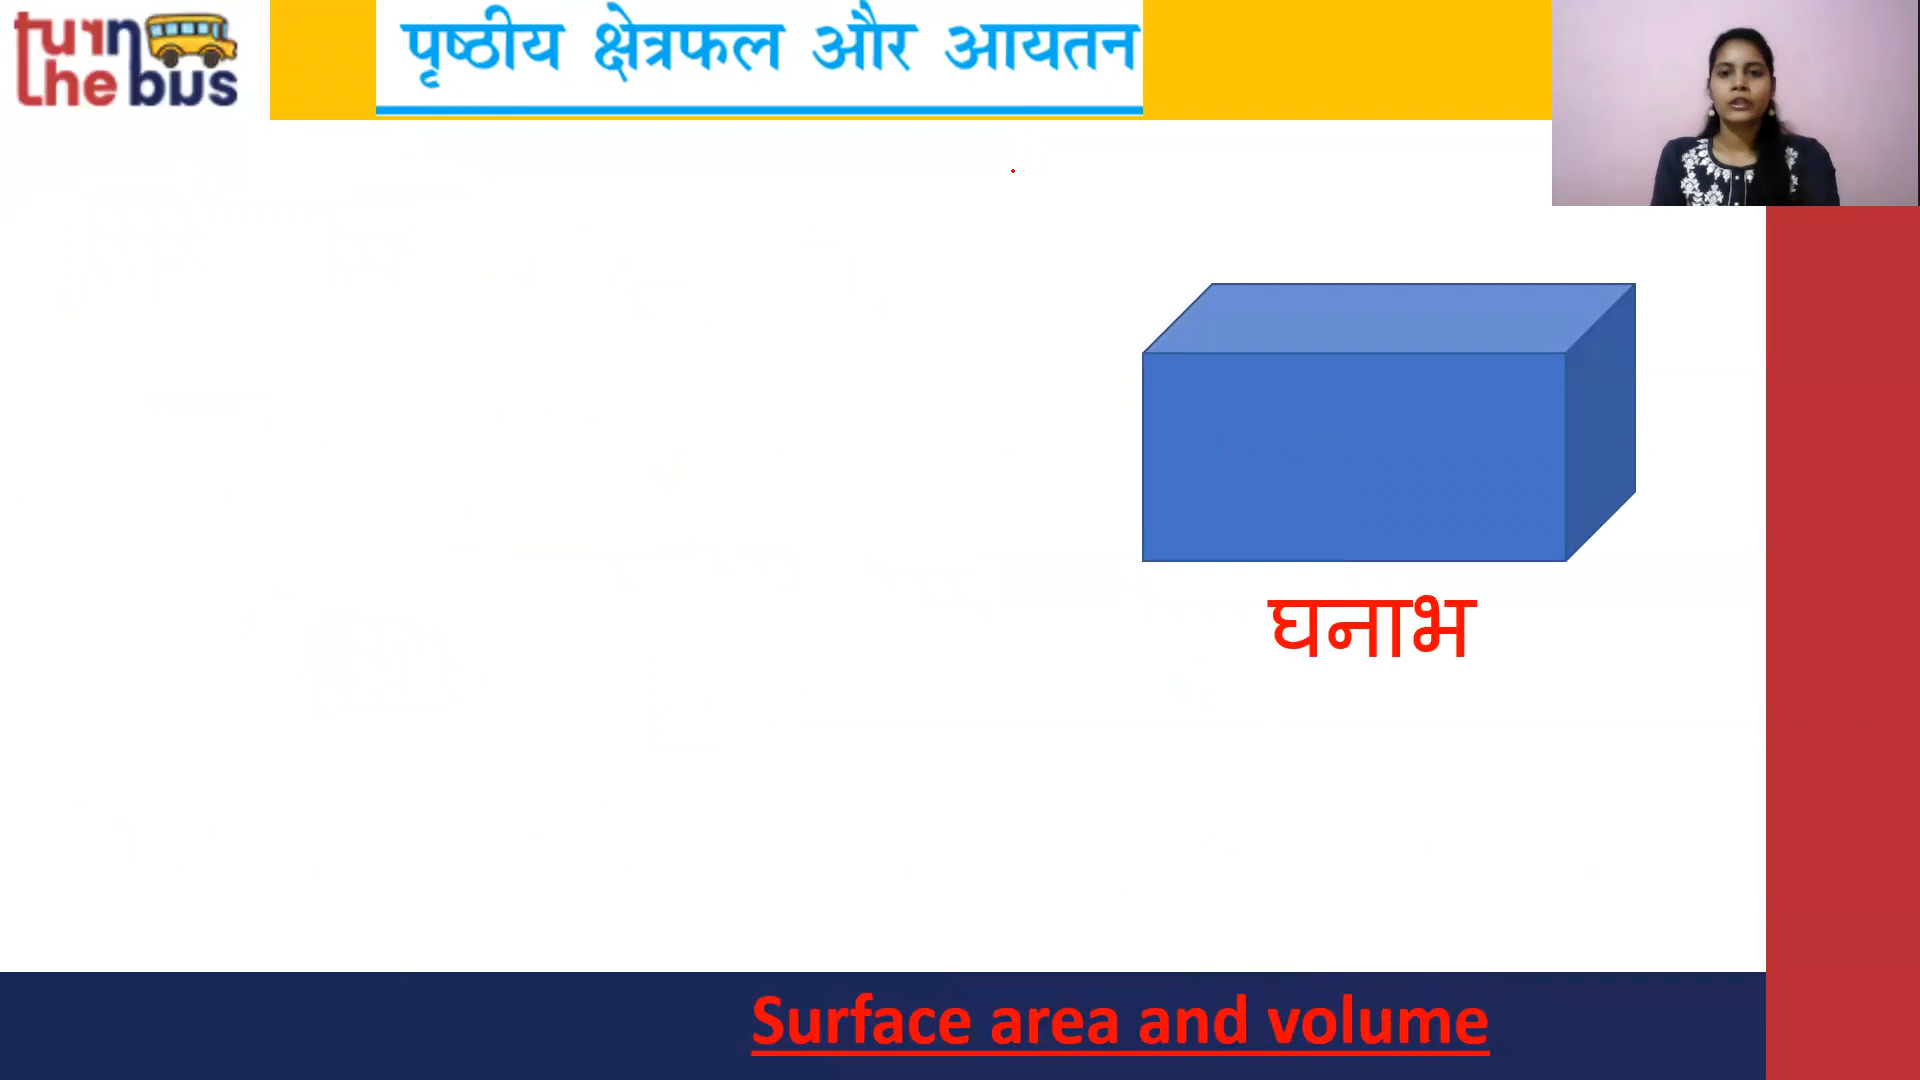 turn
the bus
पृष्ठीय क्षेत्रफल और आयतन
घनाभ
Surface area and volume